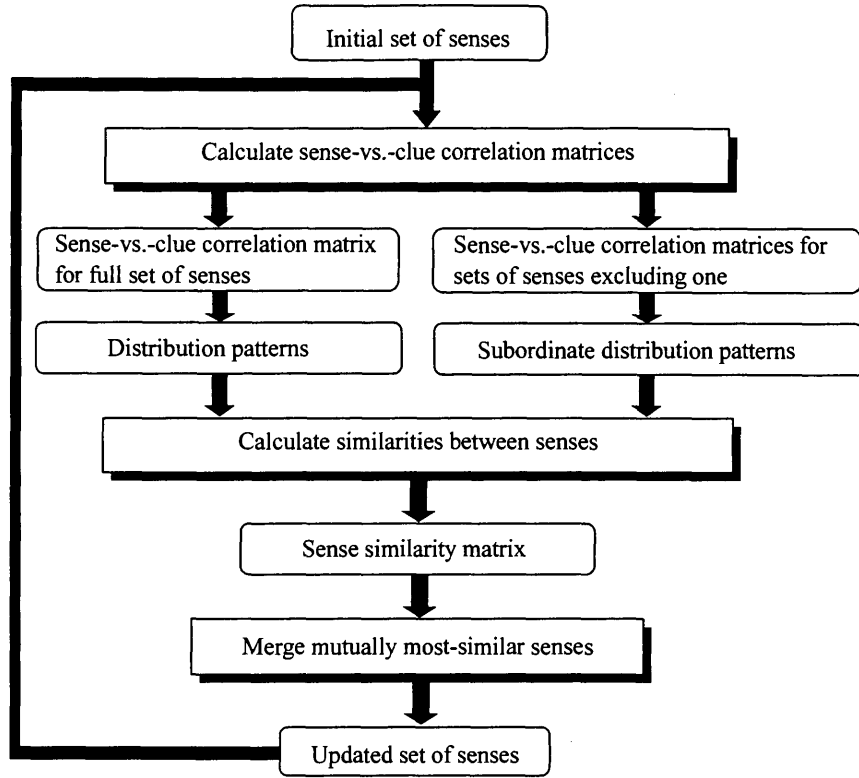 Initial set of senses
Calculate sense-vs.-clue correlation matrices
Sense-vs.-clue correlation matrix
for full set of senses
Sense-vs.-clue correlation matrices for
sets of senses excluding one
Distribution patterns
Subordinate distribution patterns
Calculate similarities between senses
Sense similarity matrix
Merge mutually most-similar senses
Updated set of senses